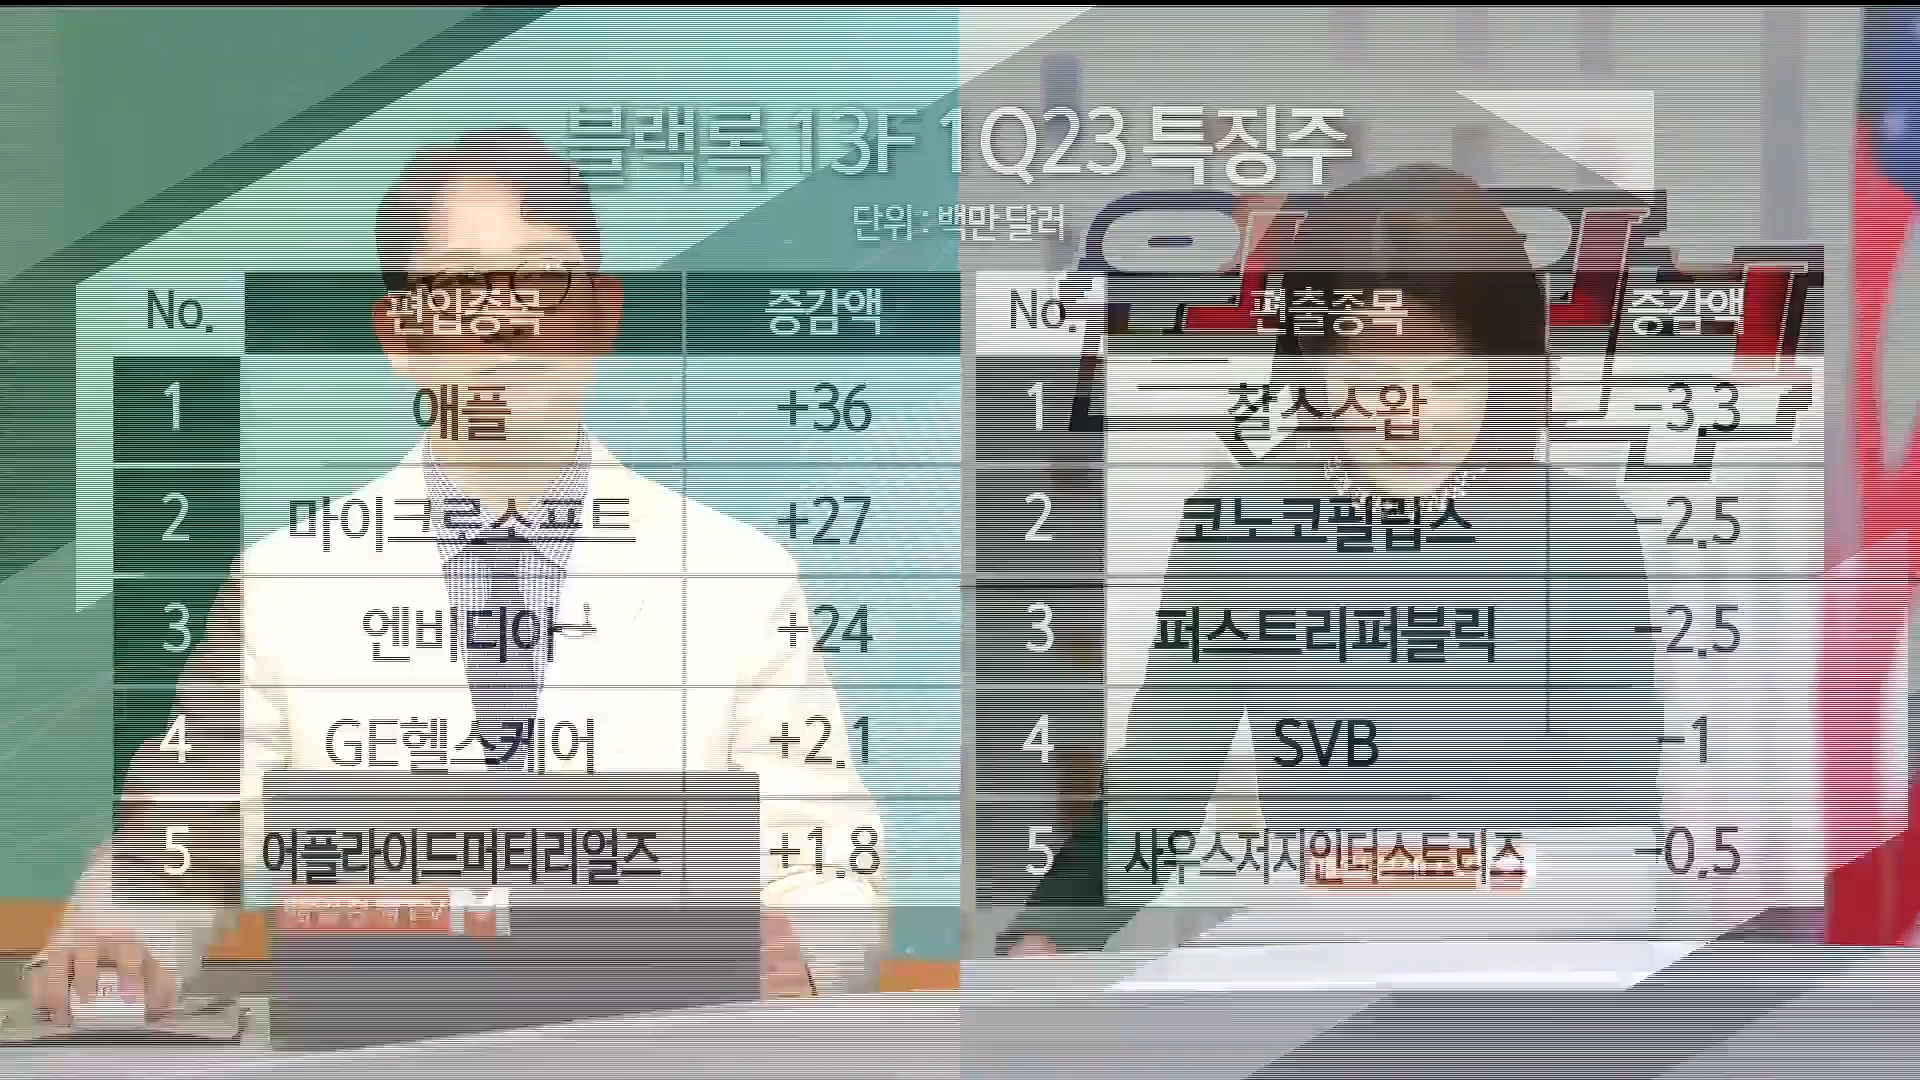 블랙록 13F 1Q23 특징주
단위 : 백만 달러
No. 편입종목 증감액
1 애플 +36
2 마이크로소프트 +27
3 엔비디아 +24
4 GE헬스케어 +2.1
5 어플라이드머티리얼즈 +1.8
No. 편출종목 증감액
1 찰스스왑 -3.3
2 코노코필립스 -2.5
3 퍼스트리퍼블릭 -2.5
4 SVB -1
5 사우스저지인더스트리즈 -0.5
매일경제TV M